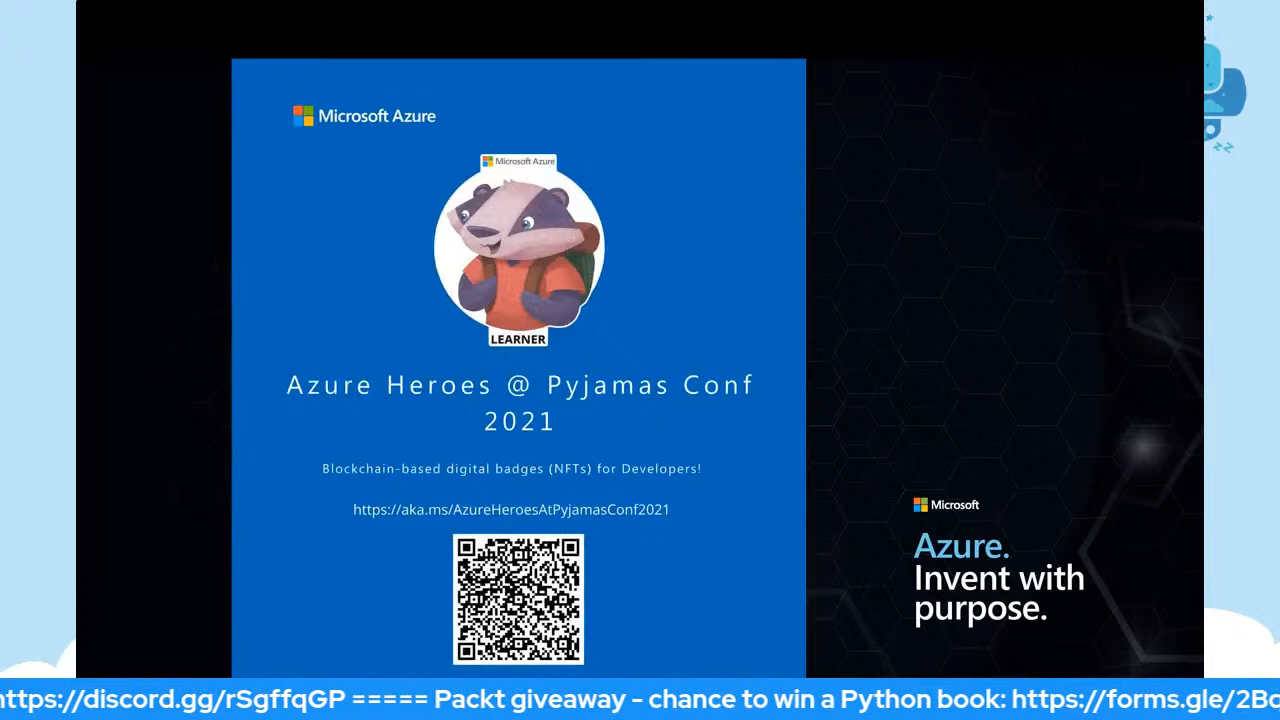 Microsoft Azure
Microsoft Azure
LEARNER
Azure Heroes @ Pyjamas Conf
2021
Blockchain-based digital badges (NFTs) for Developers!
https://aka.ms/AzureHeroesAtPyjamasConf2021
Microsoft
Azure.
Invent with
purpose.
https://discord.gg/rSgffqGP ===== Packt giveaway - chance to win a Python book: https://forms.gle/2Bc